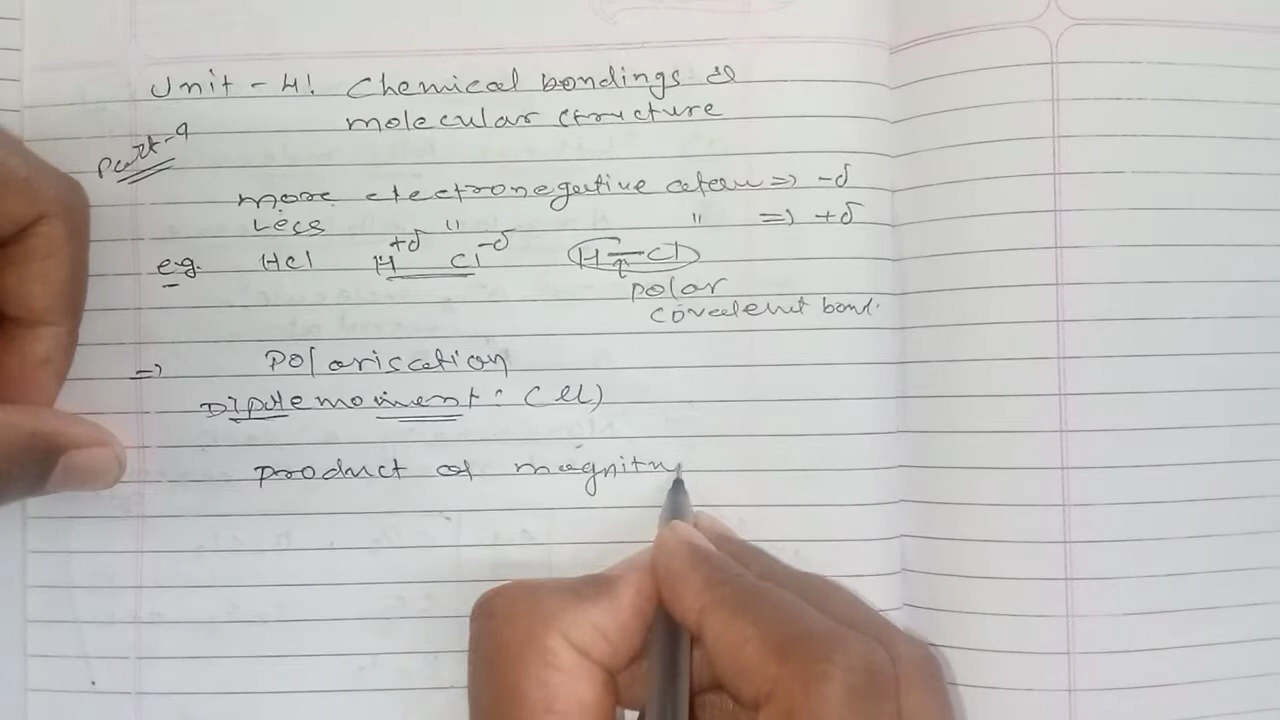 Unit - 4! Chemical bondings &
molecular structure
Part-9
more electronegative atom => -δ
Less " " => +δ
e.g. HCl H+δ Cl-δ H-Cl
polar
covalent bond.
=> Polarisation
Dipole moment : (μ)
product of magnitu